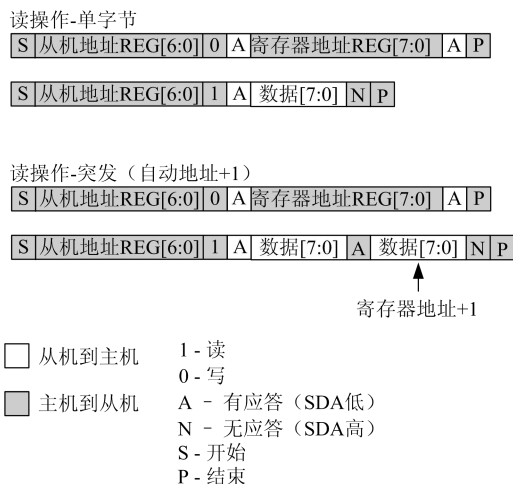 读操作-单字节
S 从机地址REG[6:0] 0 A 寄存器地址REG[7:0] A P
S 从机地址REG[6:0] 1 A 数据[7:0] N P
读操作-突发（自动地址+1）
S 从机地址REG[6:0] 0 A 寄存器地址REG[7:0] A P
S 从机地址REG[6:0] 1 A 数据[7:0] A 数据[7:0] N P
寄存器地址+1
从机到主机
主机到从机
1 - 读
0 - 写
A - 有应答（SDA低）
N - 无应答（SDA高）
S - 开始
P - 结束